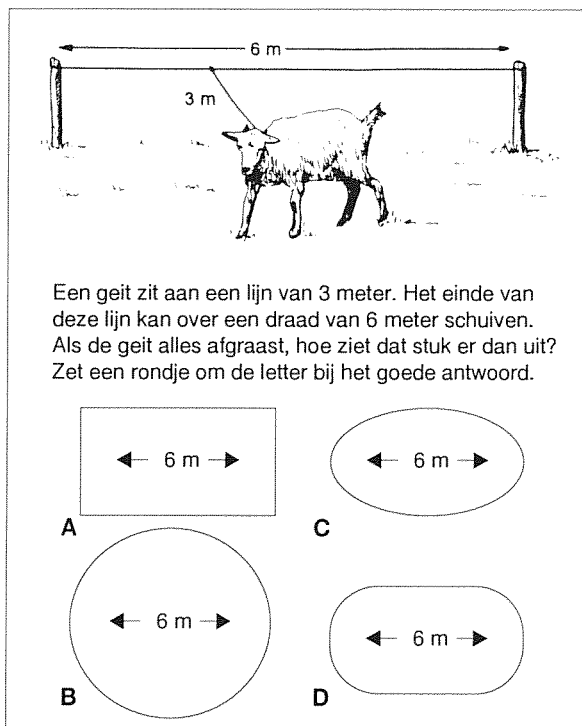 6 m
3 m
Een geit zit aan een lijn van 3 meter. Het einde van
deze lijn kan over een draad van 6 meter schuiven.
Als de geit alles afgraast, hoe ziet dat stuk er dan uit?
Zet een rondje om de letter bij het goede antwoord.
6 m
A
6 m
C
6 m
B
6 m
D